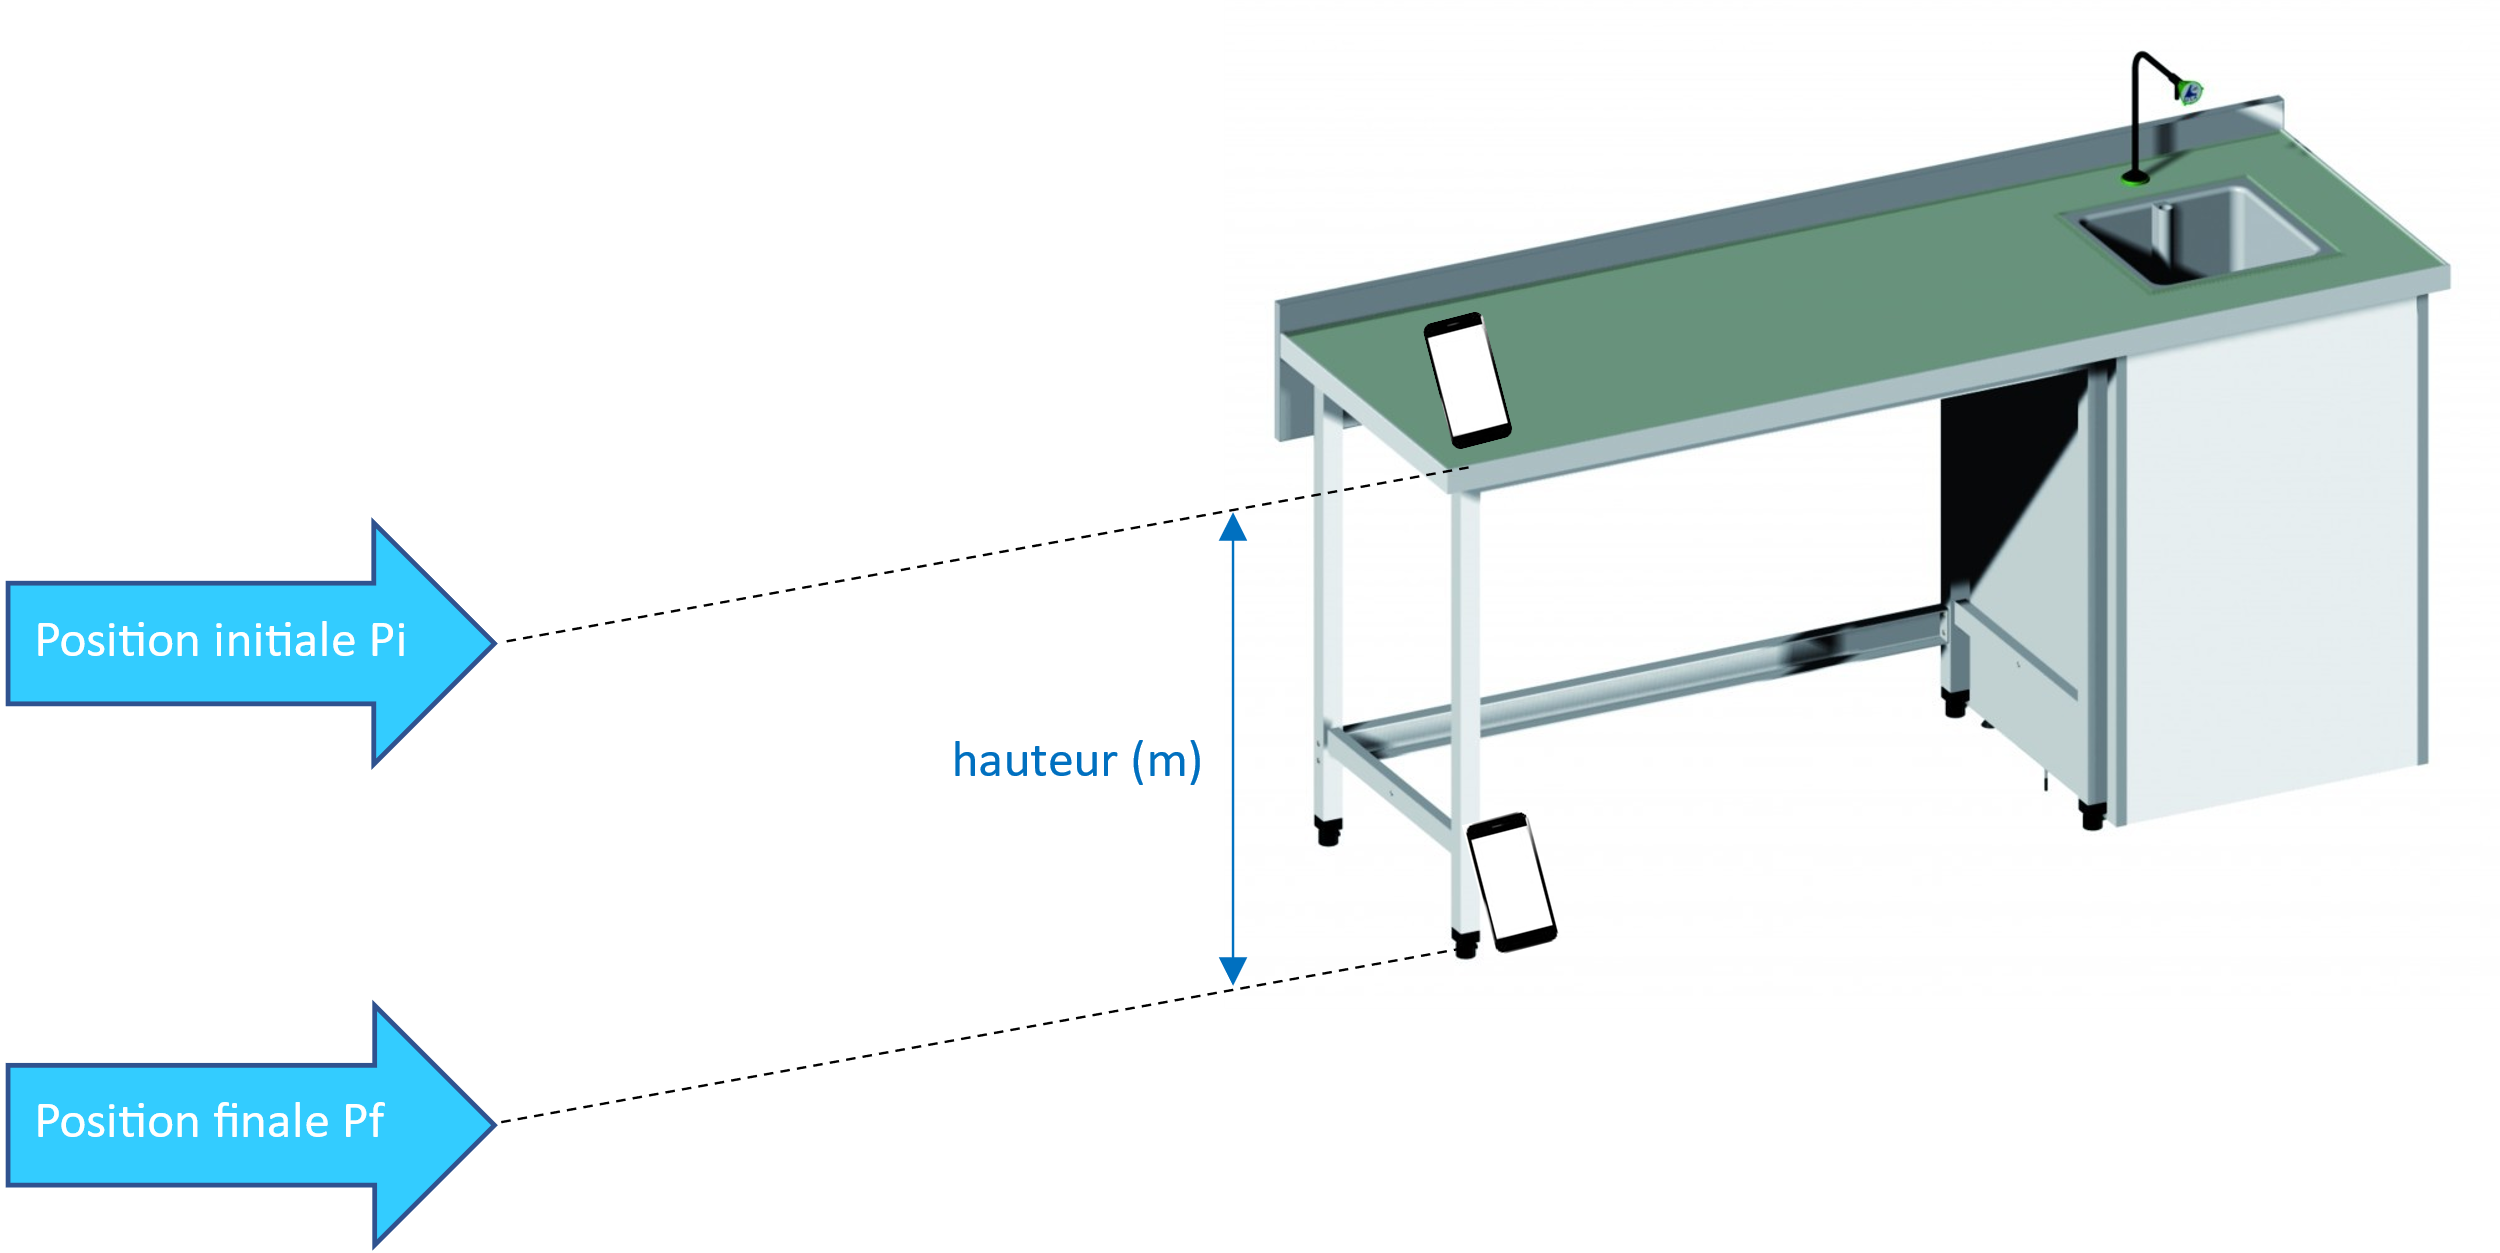 Position initiale Pi
hauteur (m)
Position finale Pf